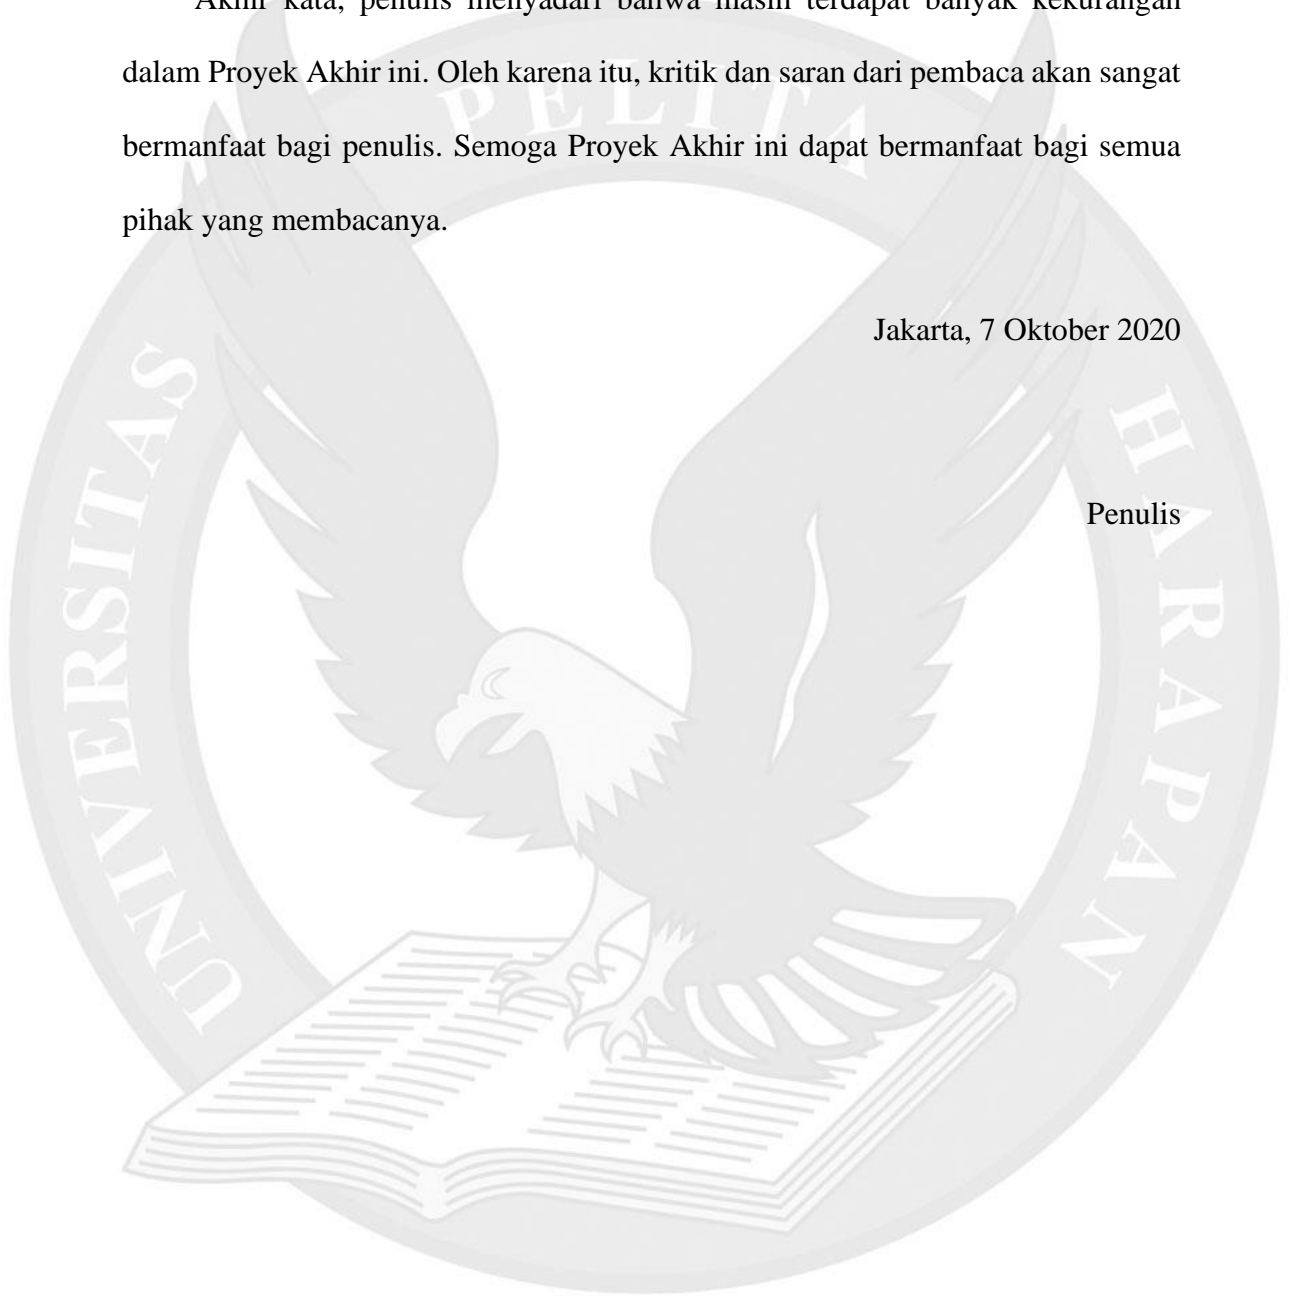 Akhir kata, penulis menyadari bahwa masih terdapat banyak kekurangan
dalam Proyek Akhir ini. Oleh karena itu, kritik dan saran dari pembaca akan sangat
bermanfaat bagi penulis. Semoga Proyek Akhir ini dapat bermanfaat bagi semua
pihak yang membacanya.
Jakarta, 7 Oktober 2020
Penulis
UNIVERSITAS
PELITA
HARAPAN